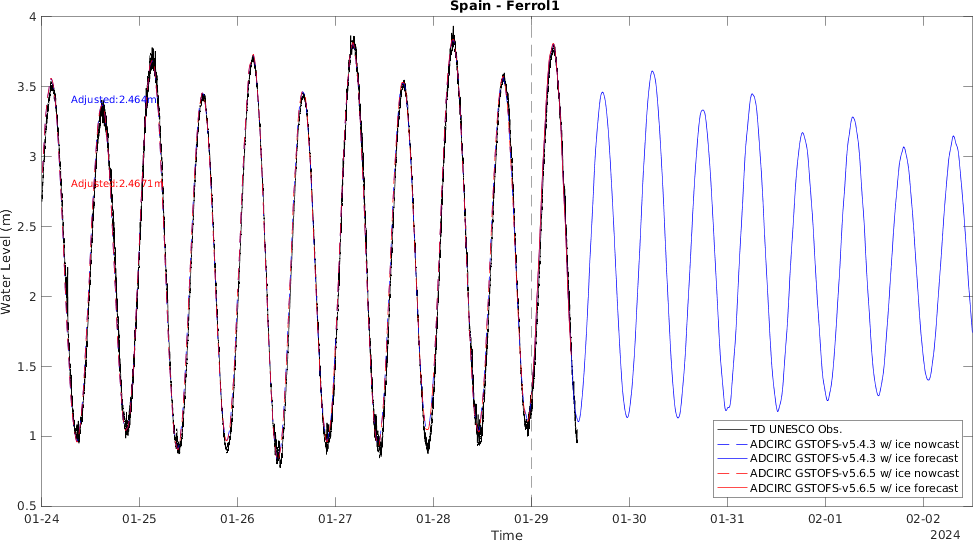 Spain - Ferrol1
4
3.5
3
2.5
2
1.5
1
0.5
Water Level (m)
Adjusted:2.464m
Adjusted:2.4671m
TD UNESCO Obs.
ADCIRC GSTOFS-v5.4.3 w/ ice nowcast
ADCIRC GSTOFS-v5.4.3 w/ ice forecast
ADCIRC GSTOFS-v5.6.5 w/ ice nowcast
ADCIRC GSTOFS-v5.6.5 w/ ice forecast
01-24 01-25 01-26 01-27 01-28 01-29 01-30 01-31 02-01 02-02
Time
2024